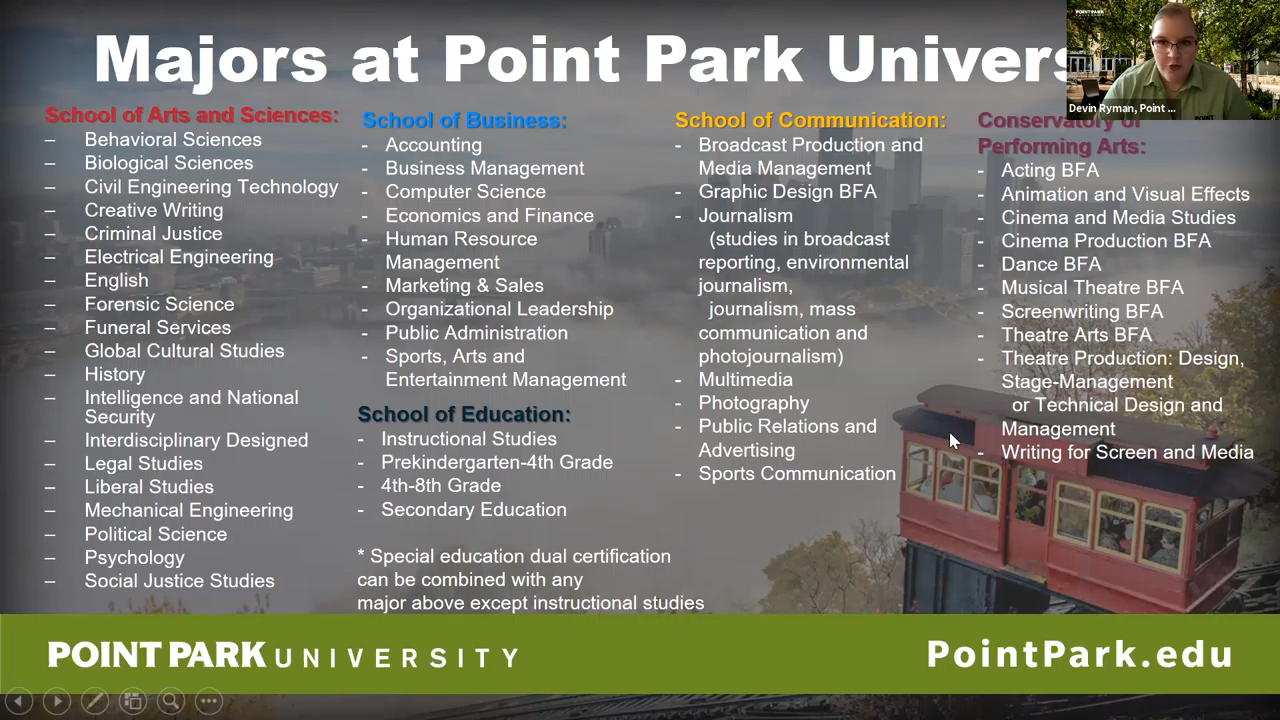 Majors at Point Park Univers
POINT PARK
Devin Ryman, Point ...
School of Arts and Sciences:
– Behavioral Sciences
– Biological Sciences
– Civil Engineering Technology
– Creative Writing
– Criminal Justice
– Electrical Engineering
– English
– Forensic Science
– Funeral Services
– Global Cultural Studies
– History
– Intelligence and National
Security
– Interdisciplinary Designed
– Legal Studies
– Liberal Studies
– Mechanical Engineering
– Political Science
– Psychology
– Social Justice Studies
School of Business:
- Accounting
- Business Management
- Computer Science
- Economics and Finance
- Human Resource
Management
- Marketing & Sales
- Organizational Leadership
- Public Administration
- Sports, Arts and
Entertainment Management
School of Education:
- Instructional Studies
- Prekindergarten-4th Grade
- 4th-8th Grade
- Secondary Education
* Special education dual certification
can be combined with any
major above except instructional studies
School of Communication:
- Broadcast Production and
Media Management
- Graphic Design BFA
- Journalism
(studies in broadcast
reporting, environmental
journalism,
journalism, mass
communication and
photojournalism)
- Multimedia
- Photography
- Public Relations and
Advertising
- Sports Communication
Conservatory of
Performing Arts:
- Acting BFA
- Animation and Visual Effects
- Cinema and Media Studies
- Cinema Production BFA
- Dance BFA
- Musical Theatre BFA
- Screenwriting BFA
- Theatre Arts BFA
- Theatre Production: Design,
Stage-Management
or Technical Design and
Management
- Writing for Screen and Media
POINT PARK UNIVERSITY
PointPark.edu